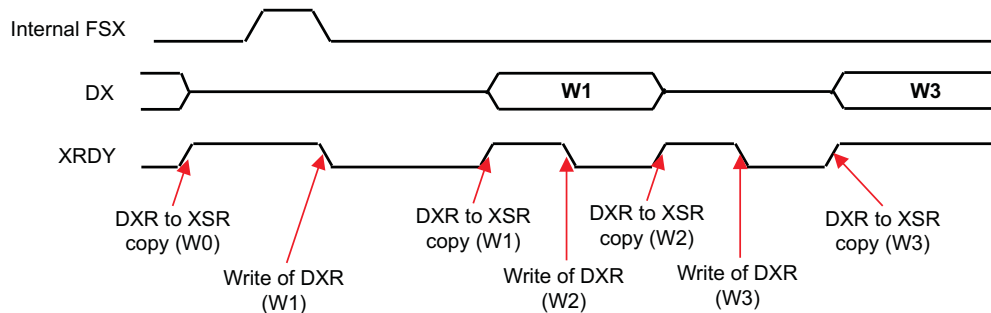 Internal FSX
DX
W1
W3
XRDY
DXR to XSR
copy (W0)
Write of DXR
(W1)
DXR to XSR
copy (W1)
Write of DXR
(W2)
DXR to XSR
copy (W2)
Write of DXR
(W3)
DXR to XSR
copy (W3)